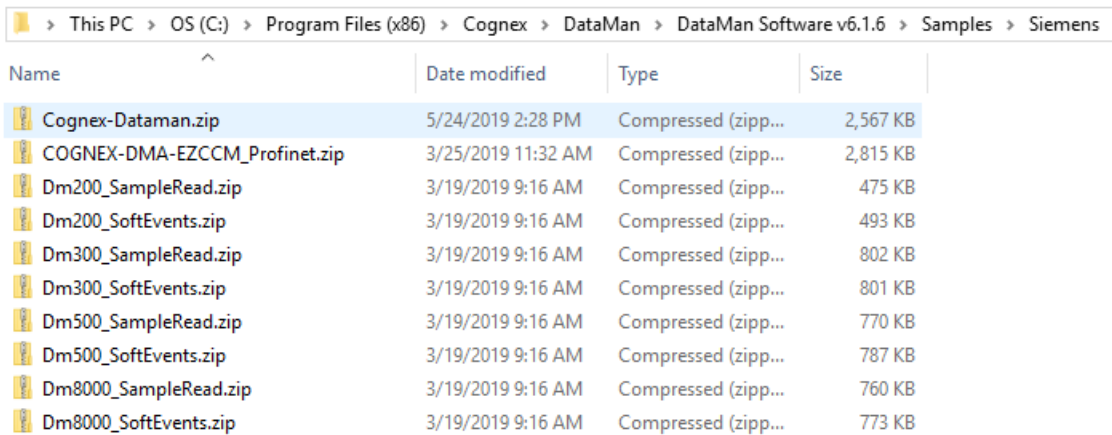 This PC > OS (C:) > Program Files (x86) > Cognex > DataMan > DataMan Software v6.1.6 > Samples > Siemens
Name Date modified Type Size
Cognex-Dataman.zip 5/24/2019 2:28 PM Compressed (zipp... 2,567 KB
COGNEX-DMA-EZCCM_Profinet.zip 3/25/2019 11:32 AM Compressed (zipp... 2,815 KB
Dm200_SampleRead.zip 3/19/2019 9:16 AM Compressed (zipp... 475 KB
Dm200_SoftEvents.zip 3/19/2019 9:16 AM Compressed (zipp... 493 KB
Dm300_SampleRead.zip 3/19/2019 9:16 AM Compressed (zipp... 802 KB
Dm300_SoftEvents.zip 3/19/2019 9:16 AM Compressed (zipp... 801 KB
Dm500_SampleRead.zip 3/19/2019 9:16 AM Compressed (zipp... 770 KB
Dm500_SoftEvents.zip 3/19/2019 9:16 AM Compressed (zipp... 787 KB
Dm8000_SampleRead.zip 3/19/2019 9:16 AM Compressed (zipp... 760 KB
Dm8000_SoftEvents.zip 3/19/2019 9:16 AM Compressed (zipp... 773 KB